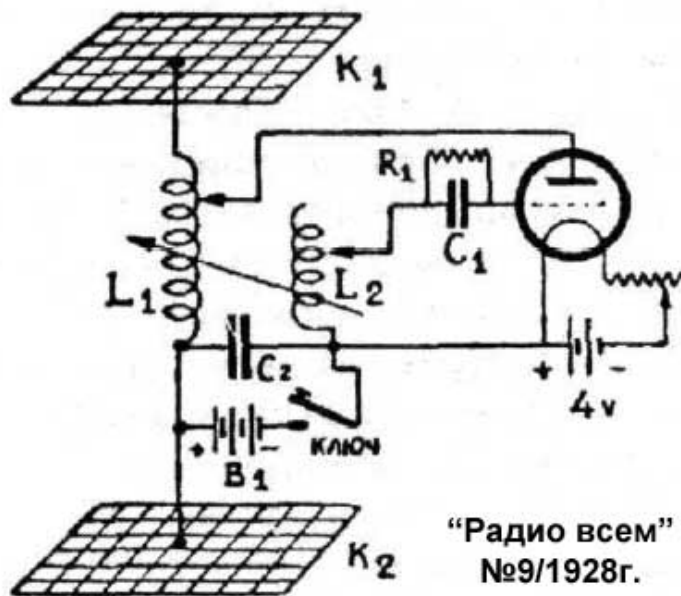 K1
R1
C1
L1
L2
C2
+ -
4v
+ -
ключ
B1
K2
“Радио всем”
№9/1928г.